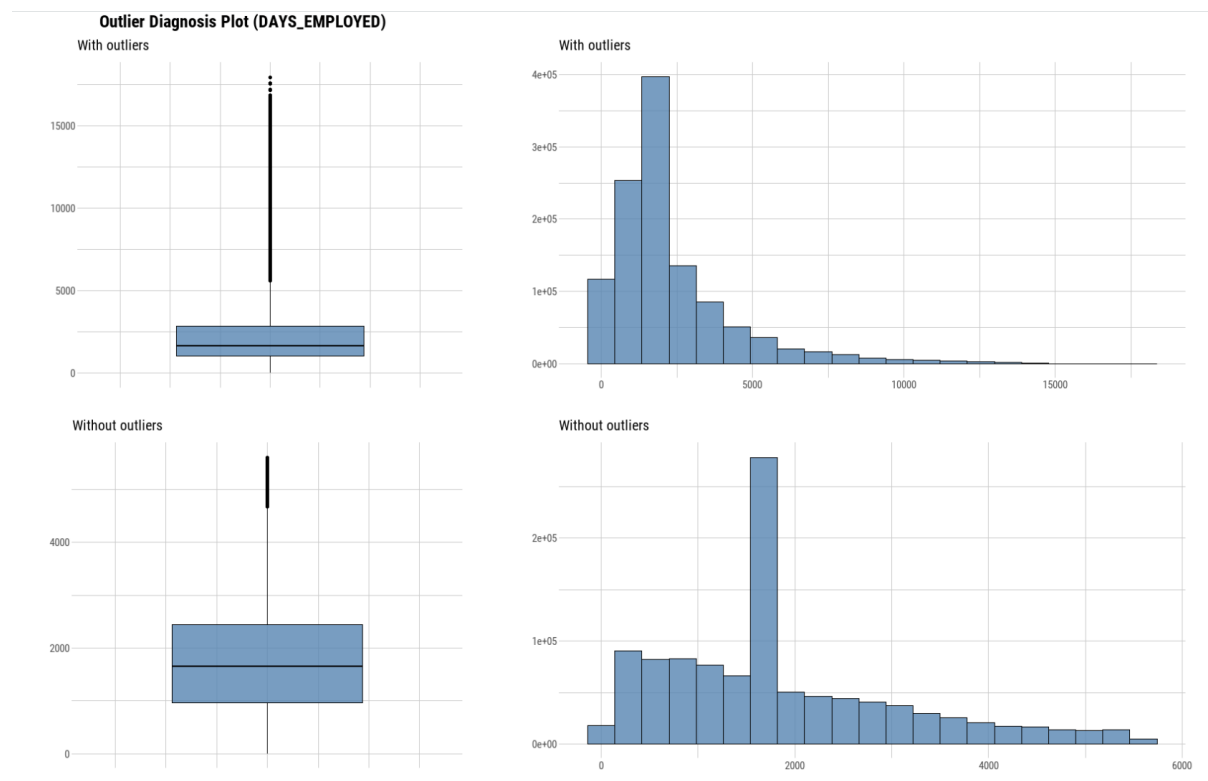 Outlier Diagnosis Plot (DAYS_EMPLOYED)
With outliers
15000
10000
5000
0
With outliers
4e+05
3e+05
2e+05
1e+05
0e+00
0 5000 10000 15000
Without outliers
4000
2000
0
Without outliers
2e+05
1e+05
0e+00
0 2000 4000 6000